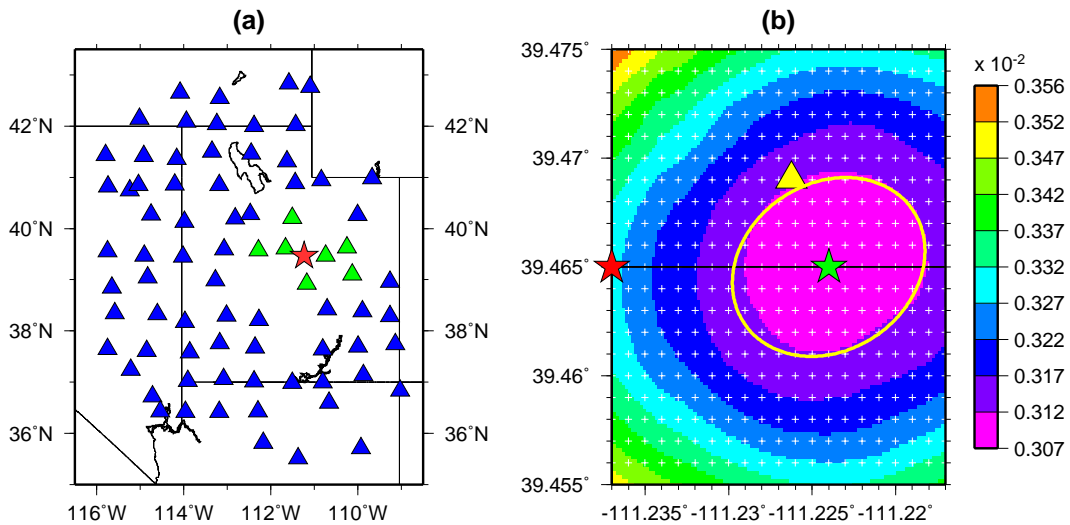 (a)
42°N
40°N
38°N
36°N
116°W 114°W 112°W 110°W
42°N
40°N
38°N
36°N
(b)
39.475˚
39.47˚
39.465˚
39.46˚
39.455˚
-111.235˚ -111.23˚ -111.225˚ -111.22˚
x 10-2
0.356
0.352
0.347
0.342
0.337
0.332
0.327
0.322
0.317
0.312
0.307